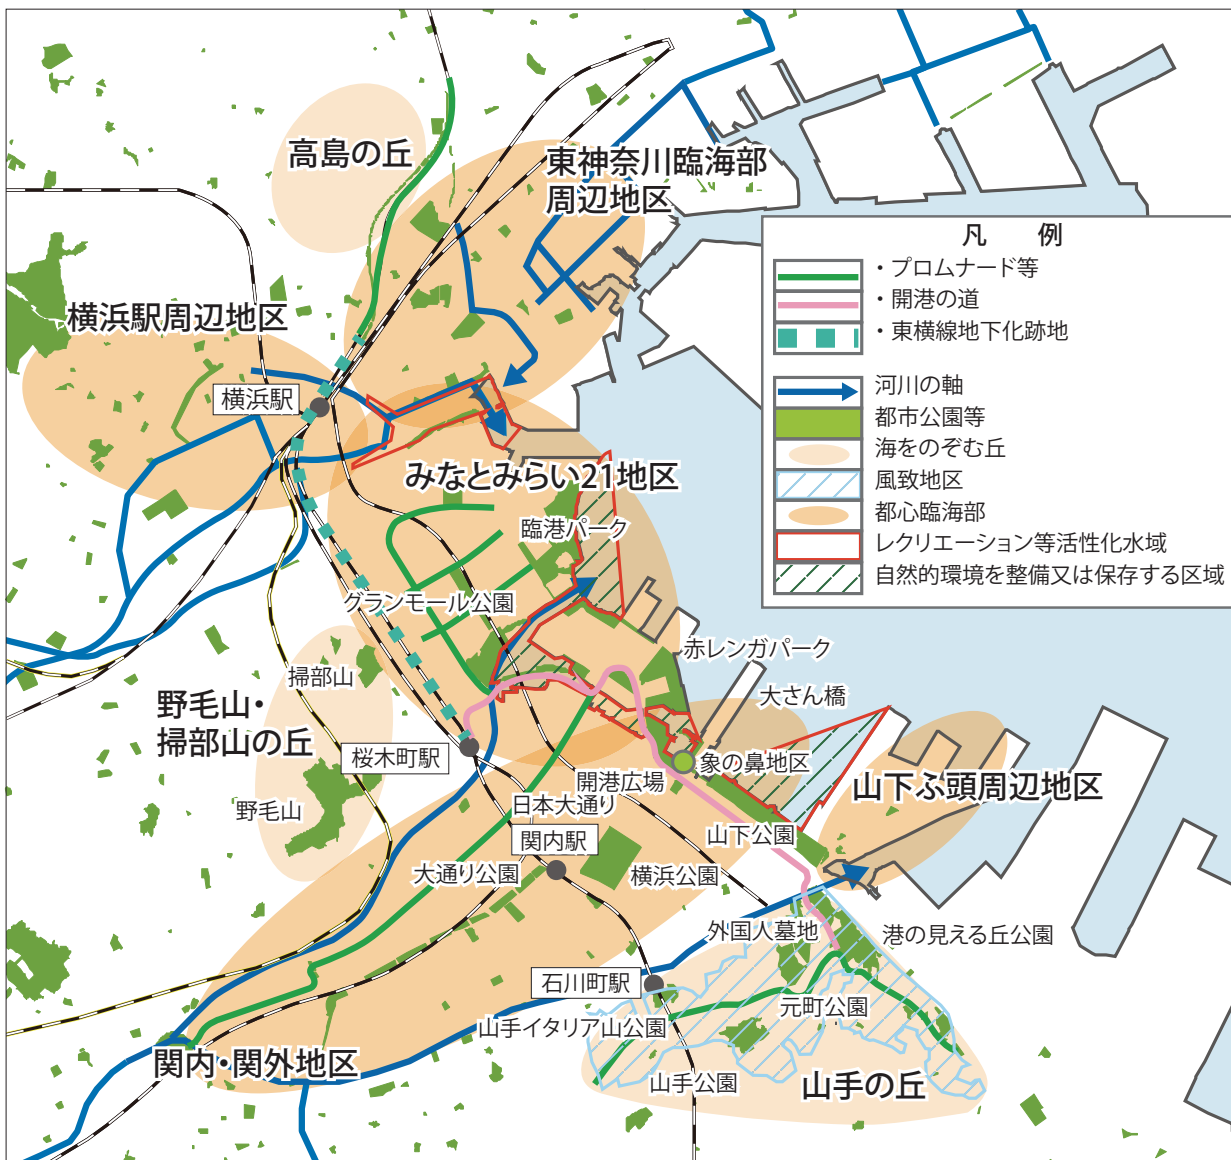 高島の丘
東神奈川臨海部
周辺地区
凡 例
・プロムナード等
・開港の道
・東横線地下化跡地
河川の軸
都市公園等
海をのぞむ丘
風致地区
都心臨海部
レクリエーション等活性化水域
自然的環境を整備又は保存する区域
横浜駅周辺地区
横浜駅
みなとみらい21地区
臨港パーク
グランモール公園
赤レンガパーク
掃部山
大さん橋
野毛山・
掃部山の丘
桜木町駅
象の鼻地区
開港広場
山下ふ頭周辺地区
野毛山
日本大通り
山下公園
関内駅
大通り公園
横浜公園
外国人墓地
港の見える丘公園
石川町駅
元町公園
山手イタリア山公園
関内・関外地区
山手公園
山手の丘